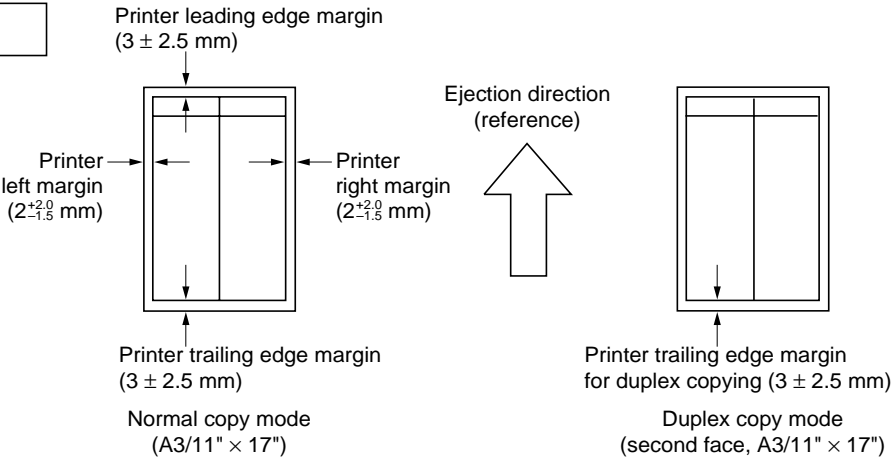 Printer leading edge margin
(3 ± 2.5 mm)
Ejection direction
(reference)
Printer
left margin
(2+2.0 −1.5 mm)
Printer
right margin
(2+2.0 −1.5 mm)
Printer trailing edge margin
(3 ± 2.5 mm)
Normal copy mode
(A3/11" × 17")
Printer trailing edge margin
for duplex copying (3 ± 2.5 mm)
Duplex copy mode
(second face, A3/11" × 17")